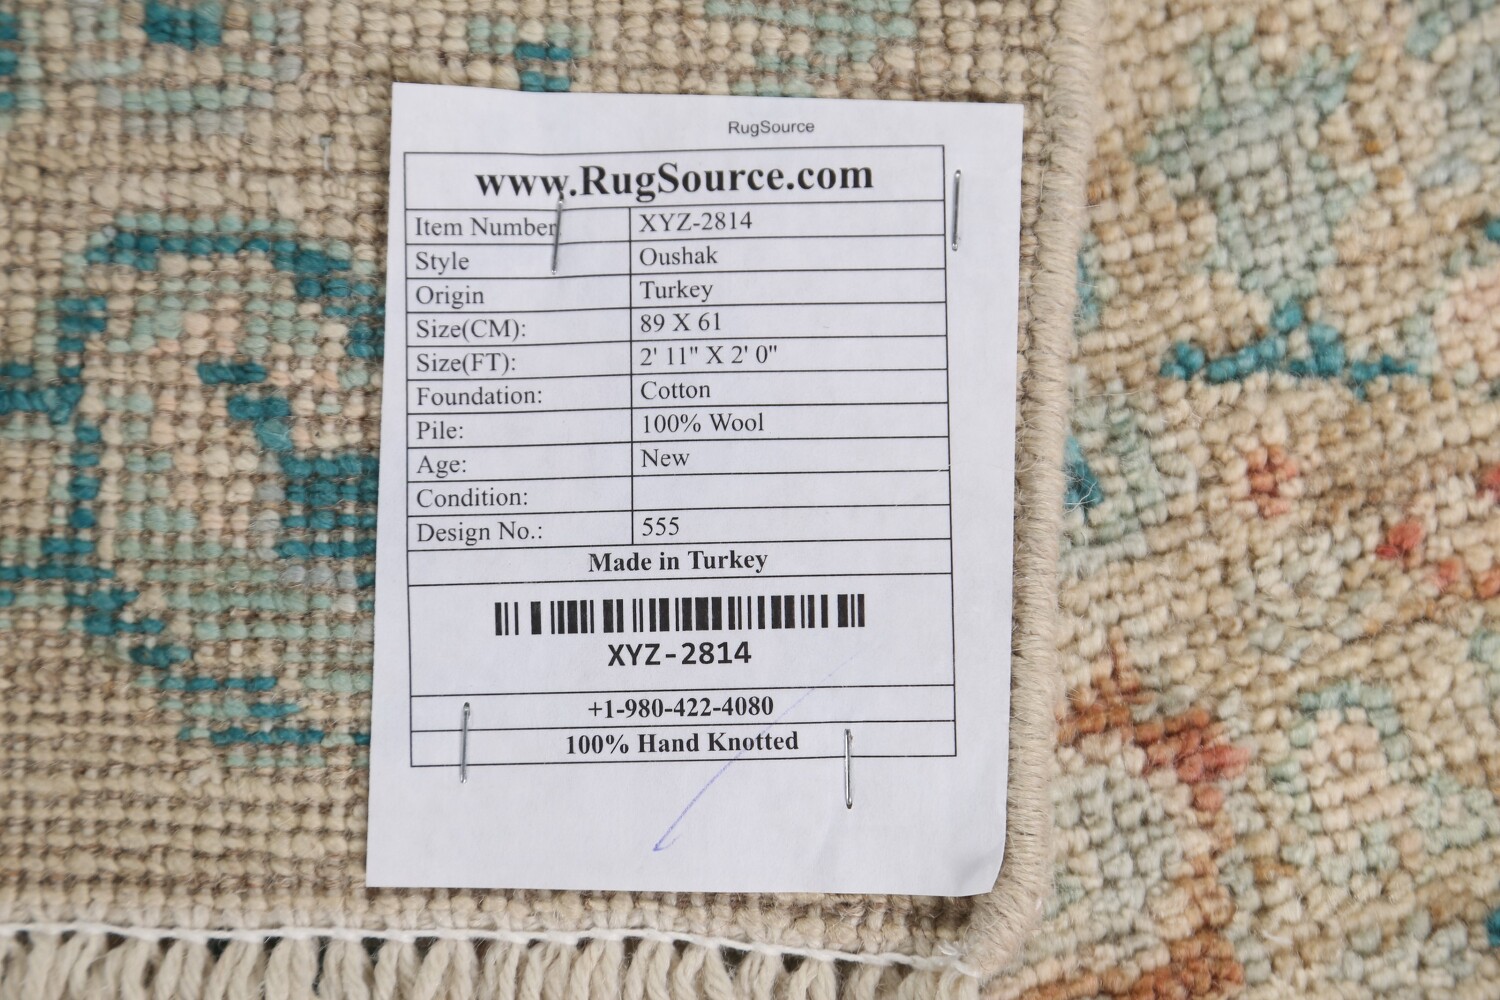 RugSource
www.RugSource.com
Item Number XYZ-2814
Style Oushak
Origin Turkey
Size(CM): 89 X 61
Size(FT): 2' 11" X 2' 0"
Foundation: Cotton
Pile: 100% Wool
Age: New
Condition:
Design No.: 555
Made in Turkey
XYZ-2814
+1-980-422-4080
100% Hand Knotted